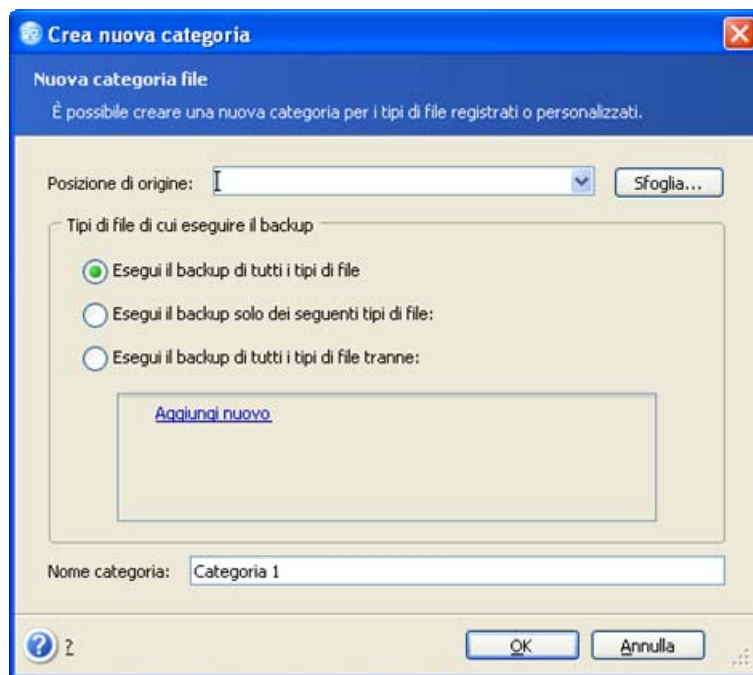 Crea nuova categoria
Nuova categoria file
È possibile creare una nuova categoria per i tipi di file registrati o personalizzati.
Posizione di origine:
Sfoglia...
Tipi di file di cui eseguire il backup
Esegui il backup di tutti i tipi di file
Esegui il backup solo dei seguenti tipi di file:
Esegui il backup di tutti i tipi di file tranne:
Aggiungi nuovo
Nome categoria: Categoria 1
? ?
OK
Annulla